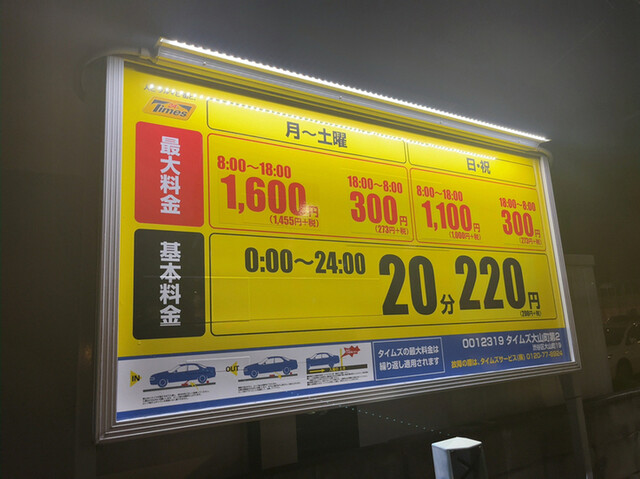 Times
月～土曜
日・祝
最大料金
8:00～18:00
1,600円
(1,455円+税)
18:00～8:00
300円
(273円+税)
8:00～18:00
1,100円
(1,000円+税)
18:00～8:00
300円
(273円+税)
基本料金
0:00～24:00
20分 220円
(200円+税)
IN
OUT
タイムズの最大料金は
繰り返し適用されます
0012319 タイムズ大山町第2
渋谷区大山町
故障の際は、タイムズサービス(株) 0120-77-8924